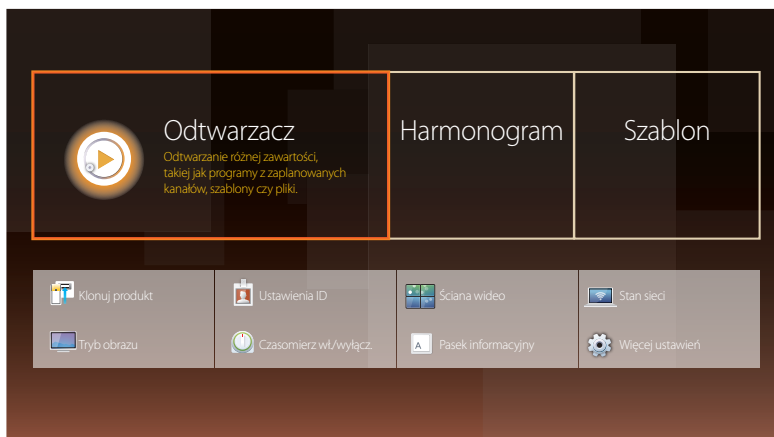 Odtwarzacz
Odtwarzanie różnej zawartości,
takiej jak programy z zaplanowanych
kanałów, szablony czy pliki.
Harmonogram
Szablon
Klonuj produkt
Ustawienia ID
Ściana wideo
Stan sieci
Tryb obrazu
Czasomierz wł./wyłącz.
A
Pasek informacyjny
Więcej ustawień